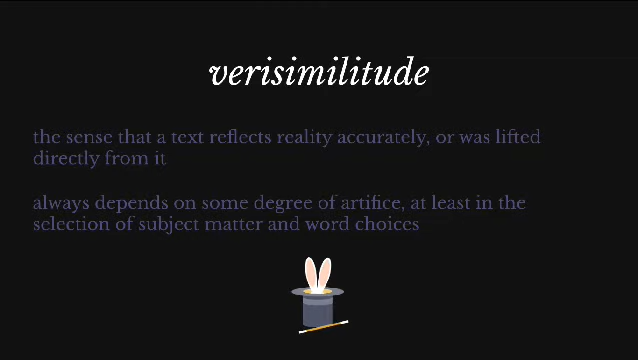 verisimilitude
the sense that a text reflects reality accurately, or was lifted
directly from it
always depends on some degree of artifice, at least in the
selection of subject matter and word choices